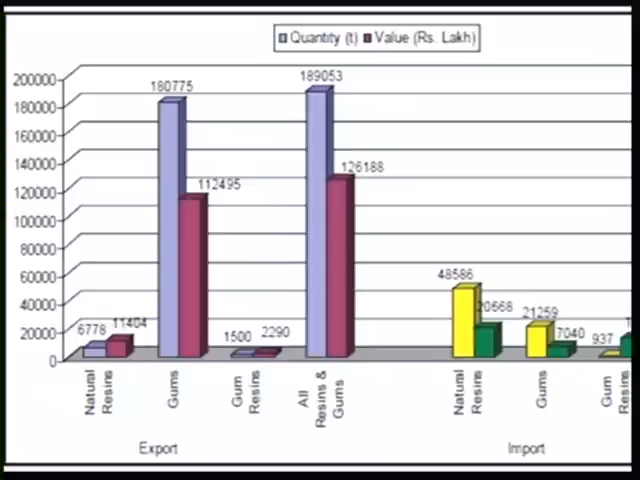 Quantity (t) Value (Rs. Lakh)
200000
180000
160000
140000
120000
100000
80000
60000
40000
20000
0
6778
11404
180775
112495
1500
2290
189053
126188
48586
20568
21259
7040
937
Natural Resins
Gums
Gum Resins
All Resins & Gums
Natural Resins
Gums
Gum Resins
Export
Import